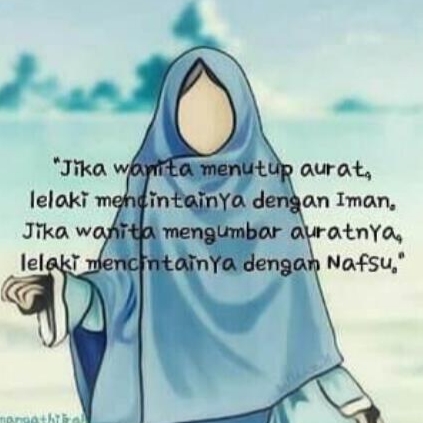 "Jika wanita menutup aurat,
lelaki mencintainya dengan Iman.
Jika wanita mengumbar auratnya,
lelaki mencintainya dengan Nafsu."